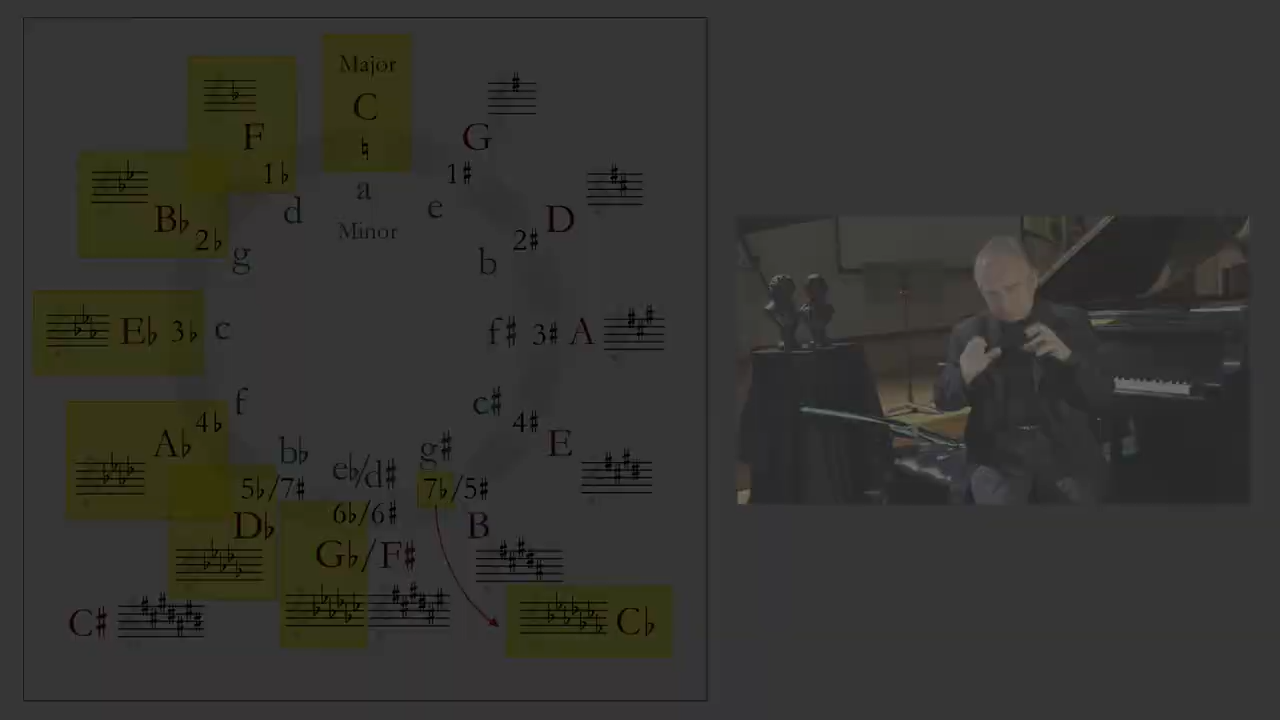 Major
C
♮
F
1♭
G
1♯
a
Minor
d
e
B♭
2♭
g
D
2♯
b
E♭ 3♭ c
f♯ 3♯ A
A♭
4♭
f
c♯
4♯
E
b♭
e♭/d♯
g♯
5♭/7♯
6♭/6♯
7♭/5♯
D♭
G♭/F♯
B
C♯
C♭